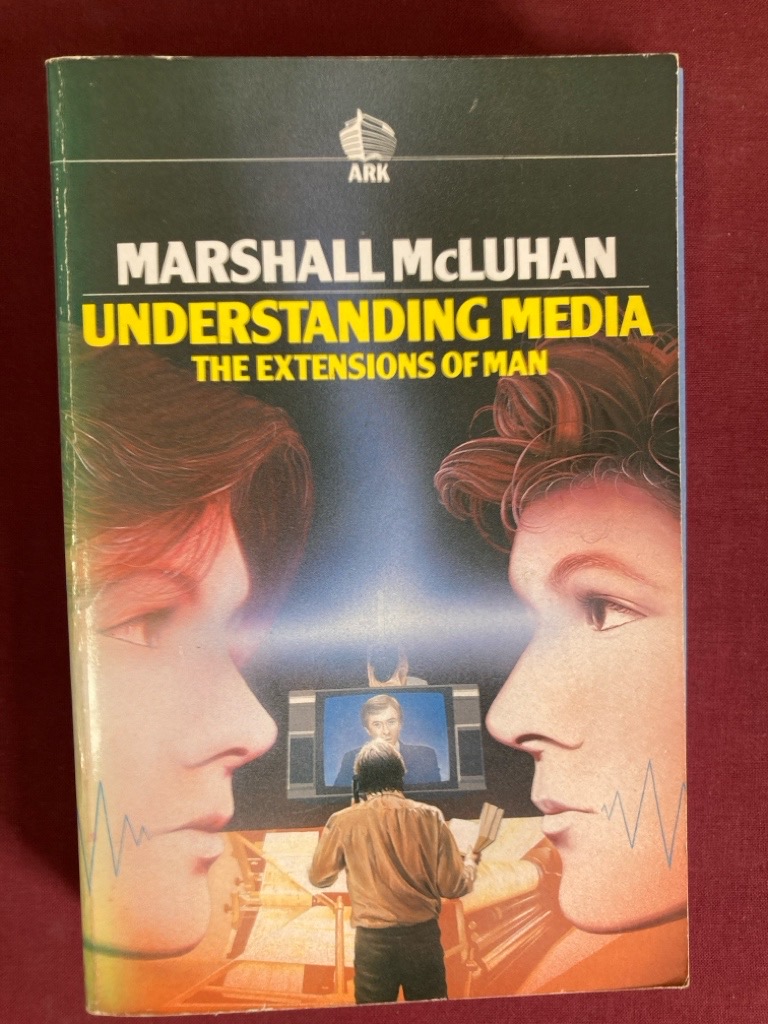 ARK
MARSHALL McLUHAN
UNDERSTANDING MEDIA
THE EXTENSIONS OF MAN